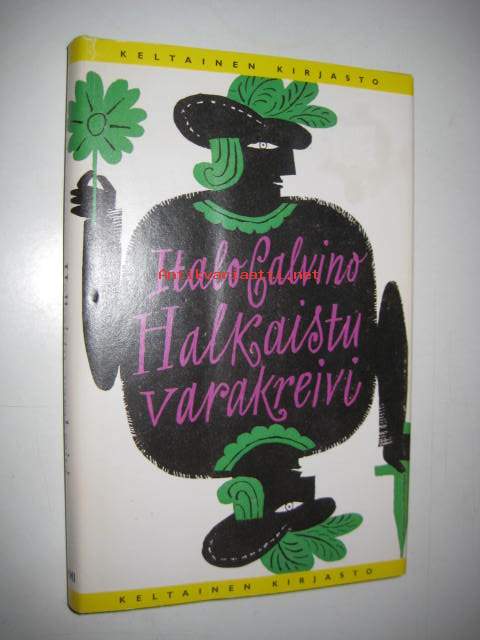 KELTAINEN KIRJASTO
Italo Calvino
Antikvariaatti.net
Halkaistu
varakreivi
KELTAINEN KIRJASTO